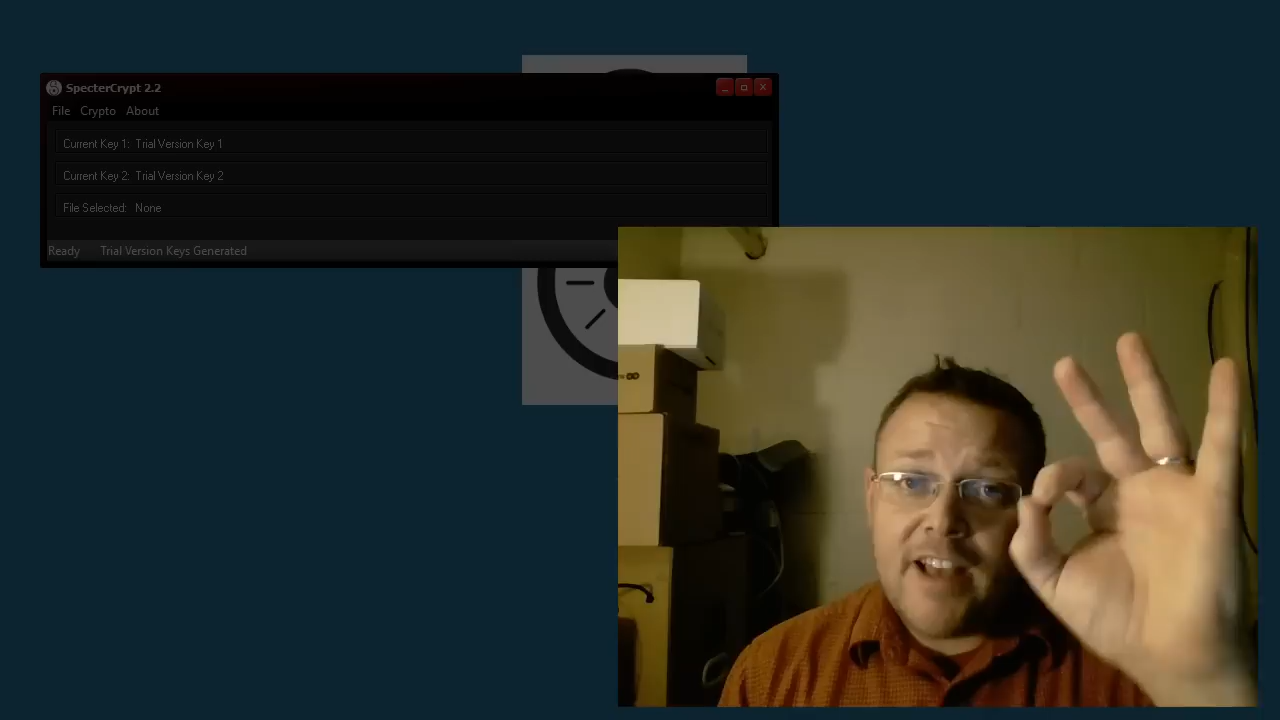 SpecterCrypt 2.2
File Crypto About
Current Key 1: Trial Version Key 1
Current Key 2: Trial Version Key 2
File Selected: None
Ready Trial Version Keys Generated